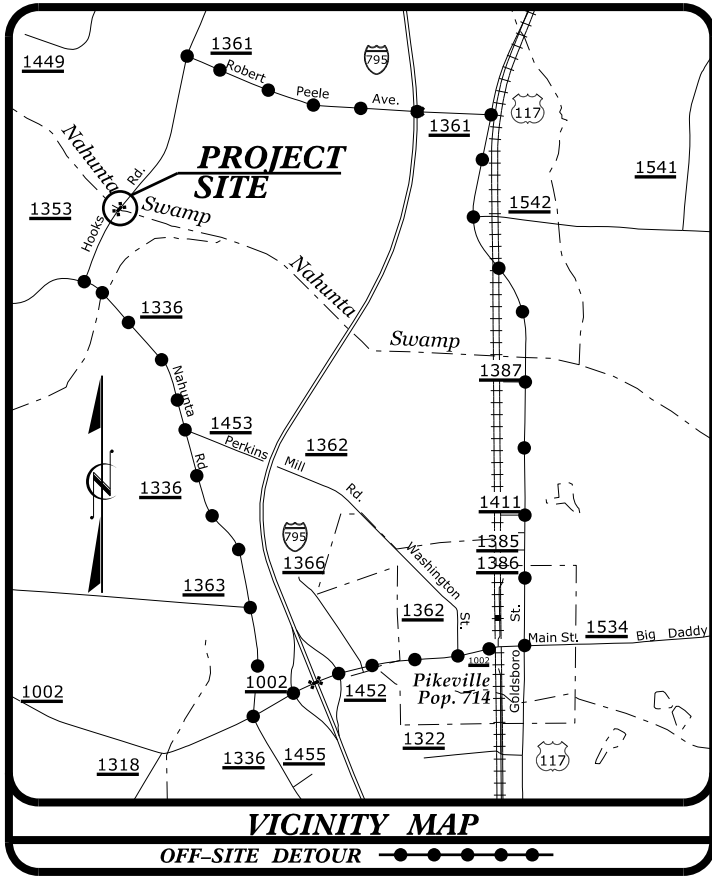 1361
1449
795
Robert Peele Ave.
117
1361
Nahunta
Rd.
PROJECT
SITE
1541
Swamp
1353
1542
Hooks
Nahunta
1336
Swamp
1387
Nahunta
1453
Perkins Mill Rd.
1362
Rd
1336
1411
795
1385
1366
1386
Washington
1363
1362
St.
St.
1534
Main St.
Big Daddy
1002
1002
1002
1452
Pikeville
Pop. 714
Goldsboro
1322
1318
1336
1455
117
VICINITY MAP
OFF–SITE DETOUR